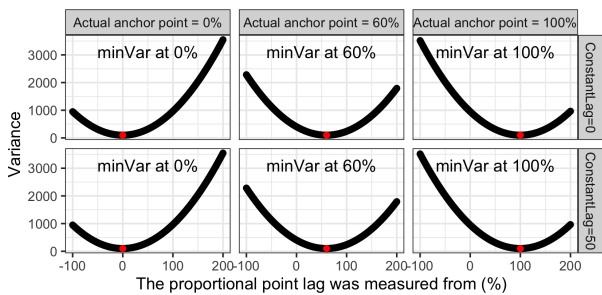 Actual anchor point = 0% Actual anchor point = 60% Actual anchor point = 100%
minVar at 0% minVar at 60% minVar at 100%
3000
2000
1000
0
ConstantLag=0
Variance
minVar at 0% minVar at 60% minVar at 100%
3000
2000
1000
0
ConstantLag=50
-100 0 100 200 -100 0 100 200 -100 0 100 200
The proportional point lag was measured from (%)